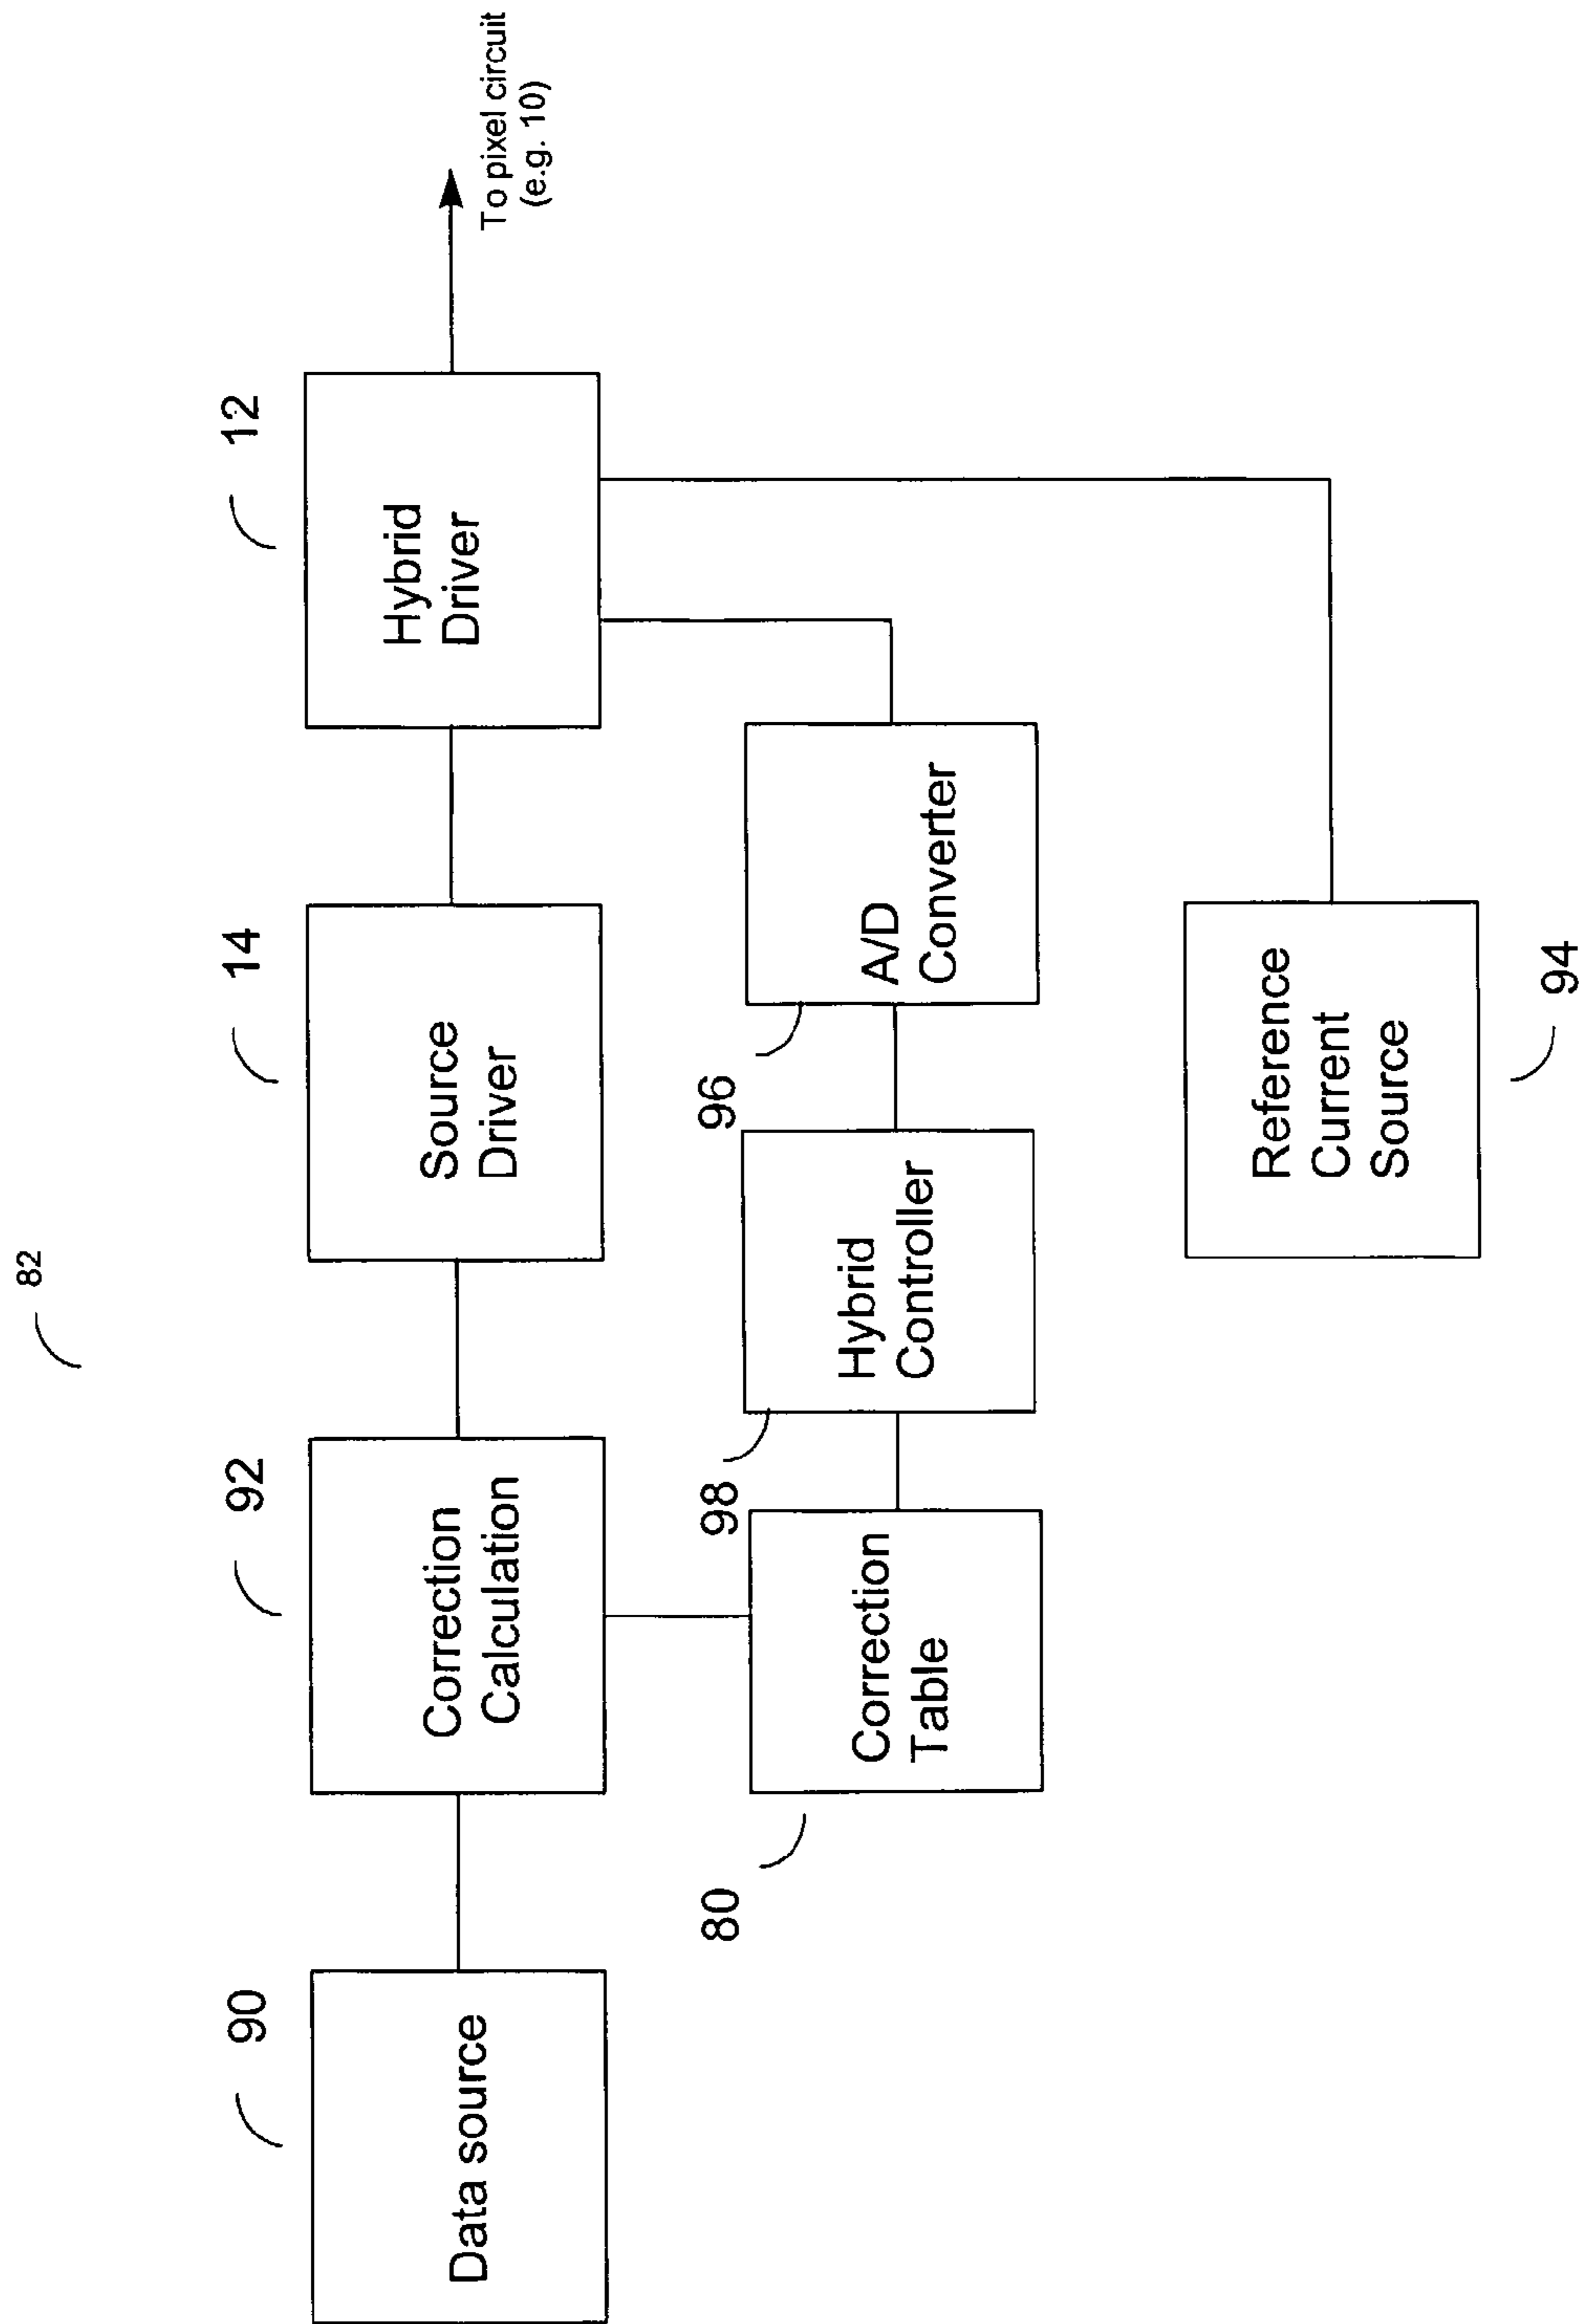 82
90
Data source
92
Correction
Calculation
14
Source
Driver
12
Hybrid
Driver
To pixel circuit
(e.g. 10)
80
Correction
Table
98
Hybrid
Controller
96
A/D
Converter
Reference
Current
Source
94